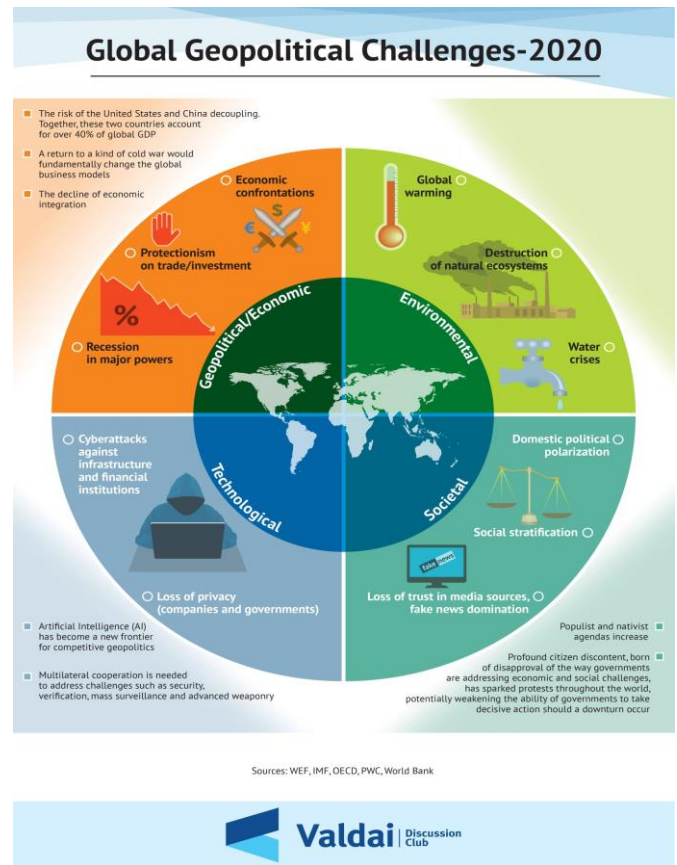 Global Geopolitical Challenges-2020
The risk of the United States and China decoupling.
Together, these two countries account
for over 40% of global GDP
A return to a kind of cold war would
fundamentally change the global
business models
The decline of economic
integration
Economic
confrontations
$
€
¥
Protectionism
on trade/investment
%
Recession
in major powers
Geopolitical/Economic
Global
warming
Destruction
of natural ecosystems
Water
crises
Environmental
Cyberattacks
against
infrastructure
and financial
institutions
Loss of privacy
(companies and governments)
Technological
Domestic political
polarization
Social stratification
fake news
Loss of trust in media sources,
fake news domination
Societal
Artificial Intelligence (AI)
has become a new frontier
for competitive geopolitics
Multilateral cooperation is needed
to address challenges such as security,
verification, mass surveillance and advanced weaponry
Populist and nativist
agendas increase
Profound citizen discontent, born
of disapproval of the way governments
are addressing economic and social challenges,
has sparked protests throughout the world,
potentially weakening the ability of governments to take
decisive action should a downturn occur
Sources: WEF, IMF, OECD, PWC, World Bank
Valdai
Discussion
Club